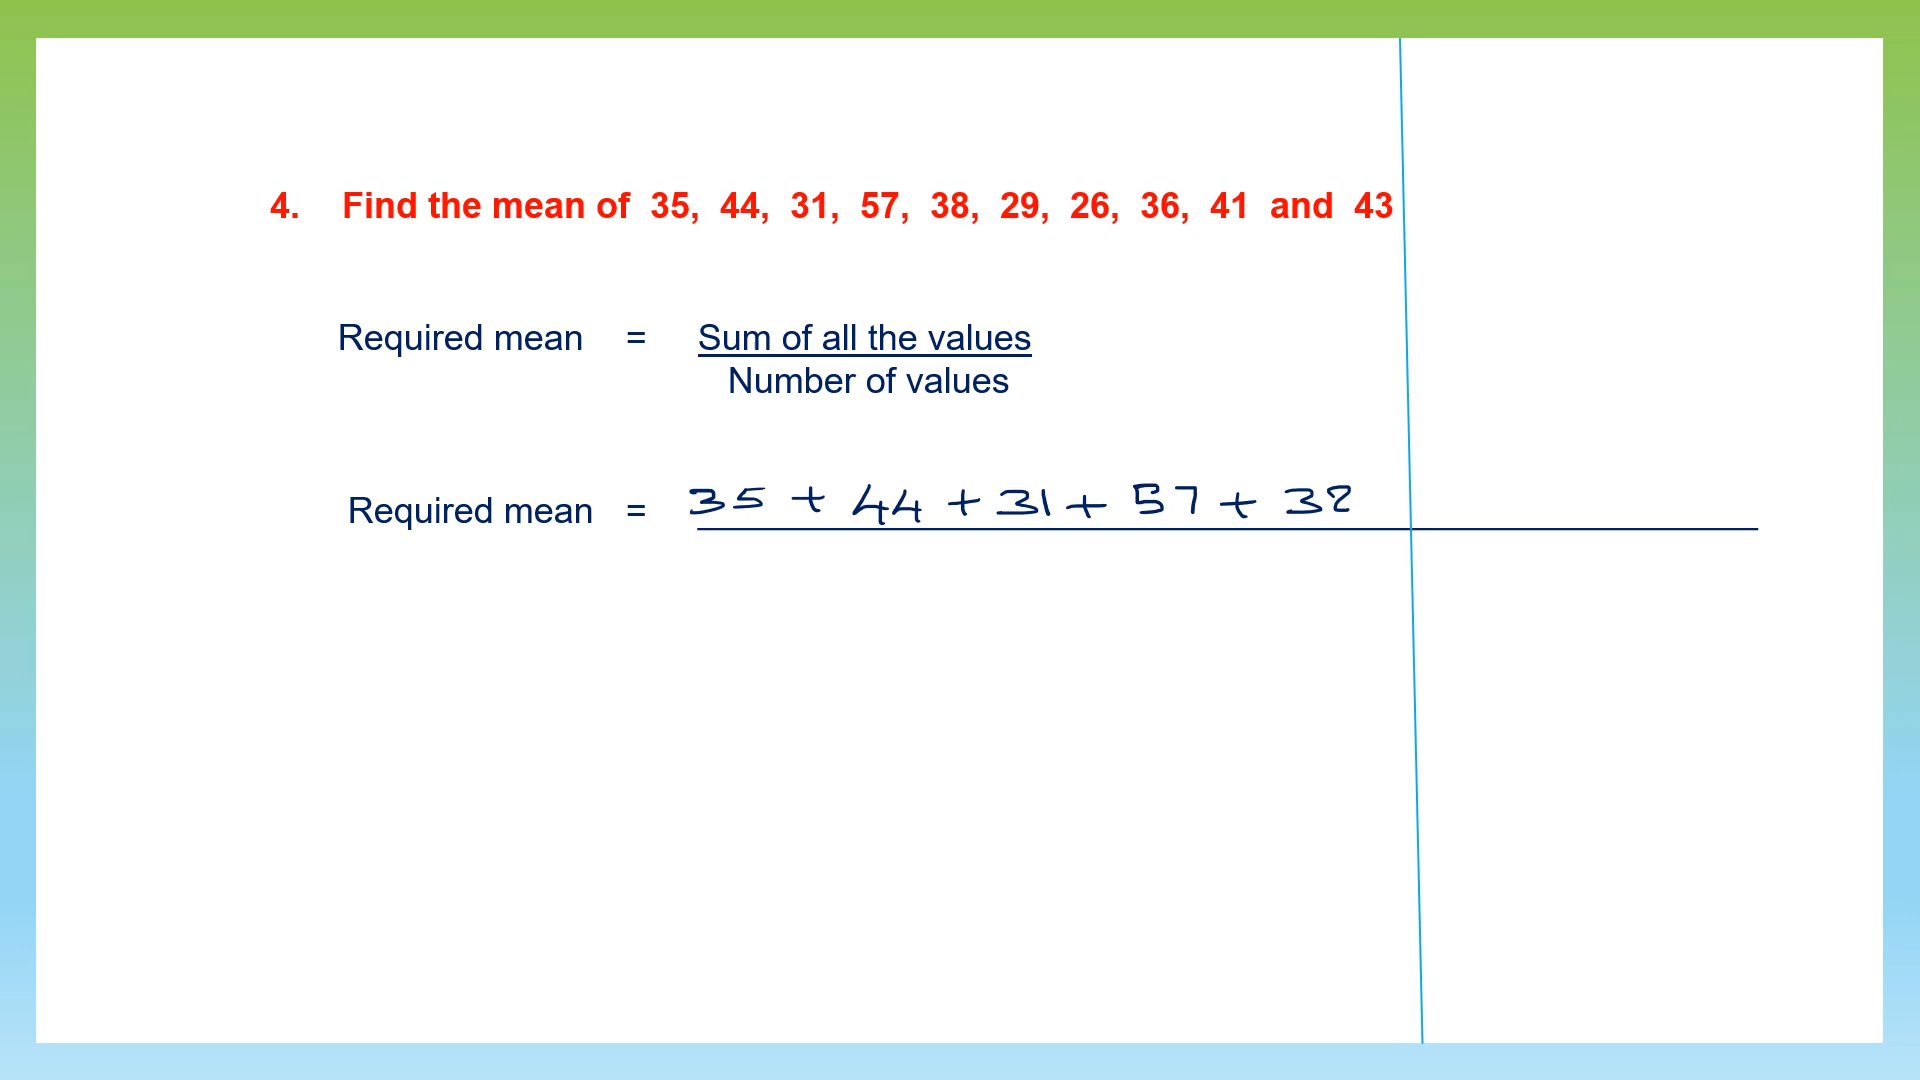 4. Find the mean of 35, 44, 31, 57, 38, 29, 26, 36, 41 and 43
Required mean = Sum of all the values
Number of values
Required mean = 35 + 44 + 31 + 57 + 32